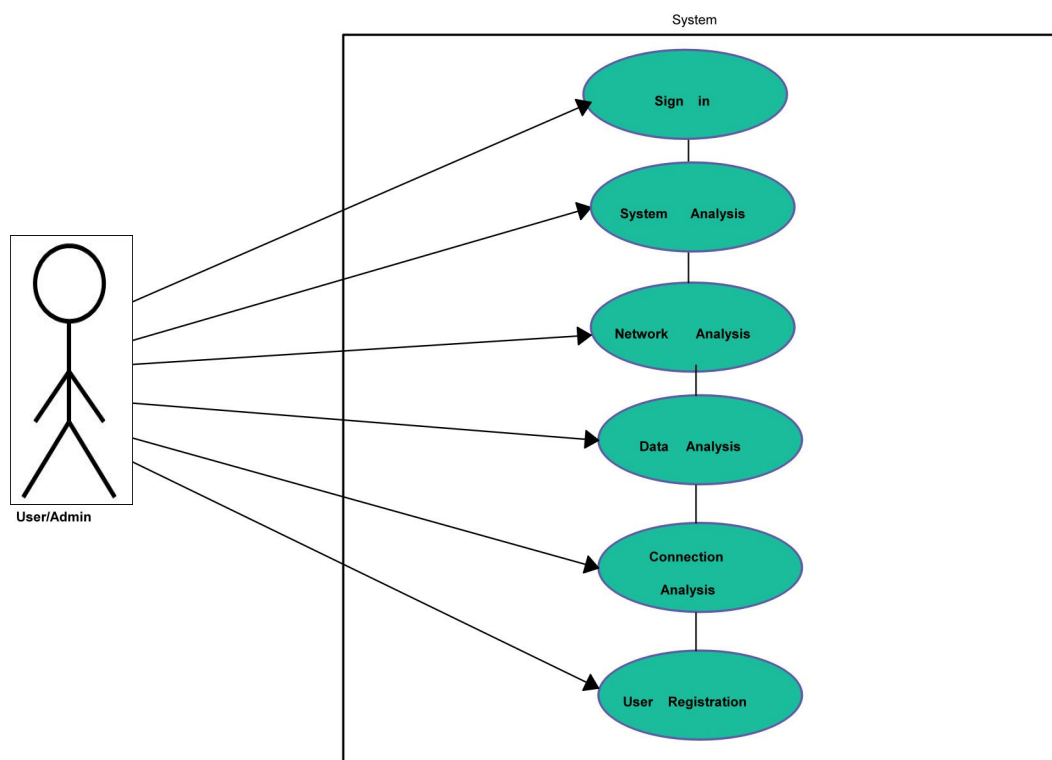 System
Sign in
System Analysis
Network Analysis
Data Analysis
Connection
Analysis
User Registration
User/Admin